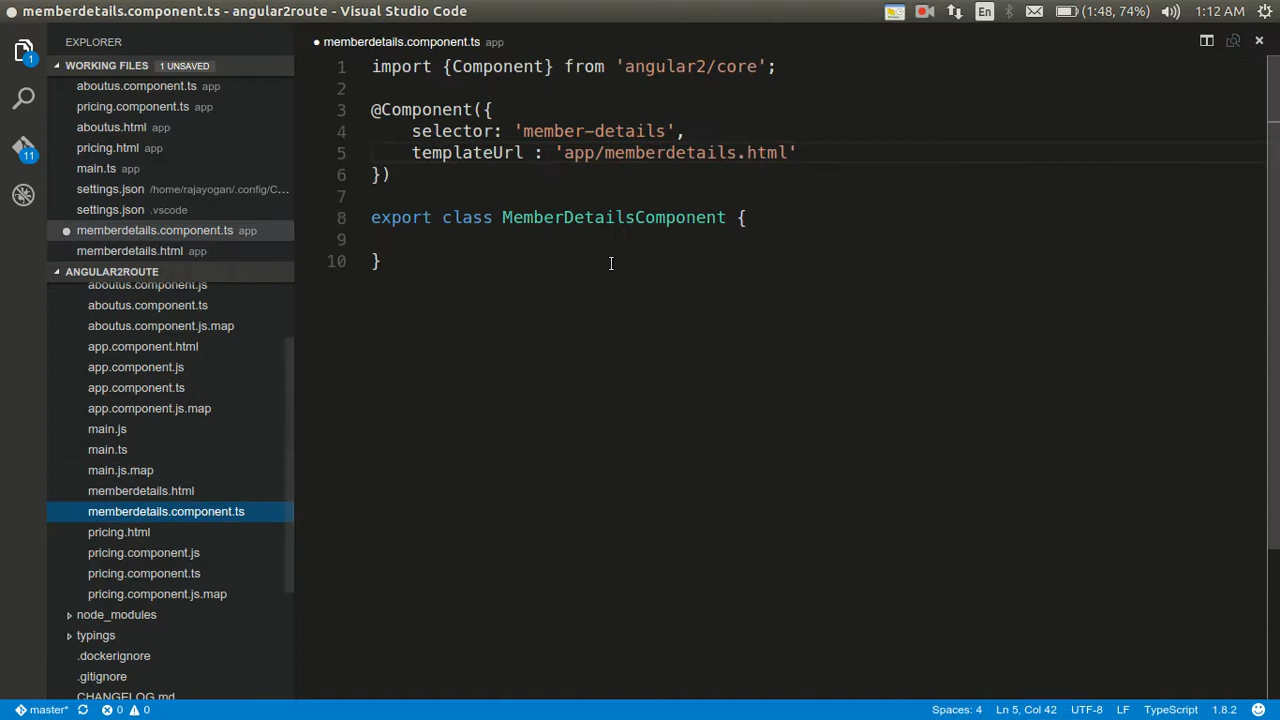 memberdetails.component.ts - angular2route - Visual Studio Code
En
(1:48, 74%)
1:12 AM
EXPLORER
WORKING FILES 1 UNSAVED
aboutus.component.ts app
pricing.component.ts app
aboutus.html app
pricing.html app
main.ts app
settings.json /home/rajayogan/.config/C...
settings.json .vscode
memberdetails.component.ts app
memberdetails.html app
ANGULAR2ROUTE
aboutus.component.js
aboutus.component.ts
aboutus.component.js.map
app.component.html
app.component.js
app.component.ts
app.component.js.map
main.js
main.ts
main.js.map
memberdetails.html
memberdetails.component.ts
pricing.html
pricing.component.js
pricing.component.ts
pricing.component.js.map
node_modules
typings
.dockerignore
.gitignore
CHANGELOG.md
1
11
memberdetails.component.ts app
1 import {Component} from 'angular2/core';
2
3 @Component({
4 selector: 'member-details',
5 templateUrl : 'app/memberdetails.html'
6 })
7
8 export class MemberDetailsComponent {
9
10 }
master* 0 0
Spaces: 4 Ln 5, Col 42 UTF-8 LF TypeScript 1.8.2